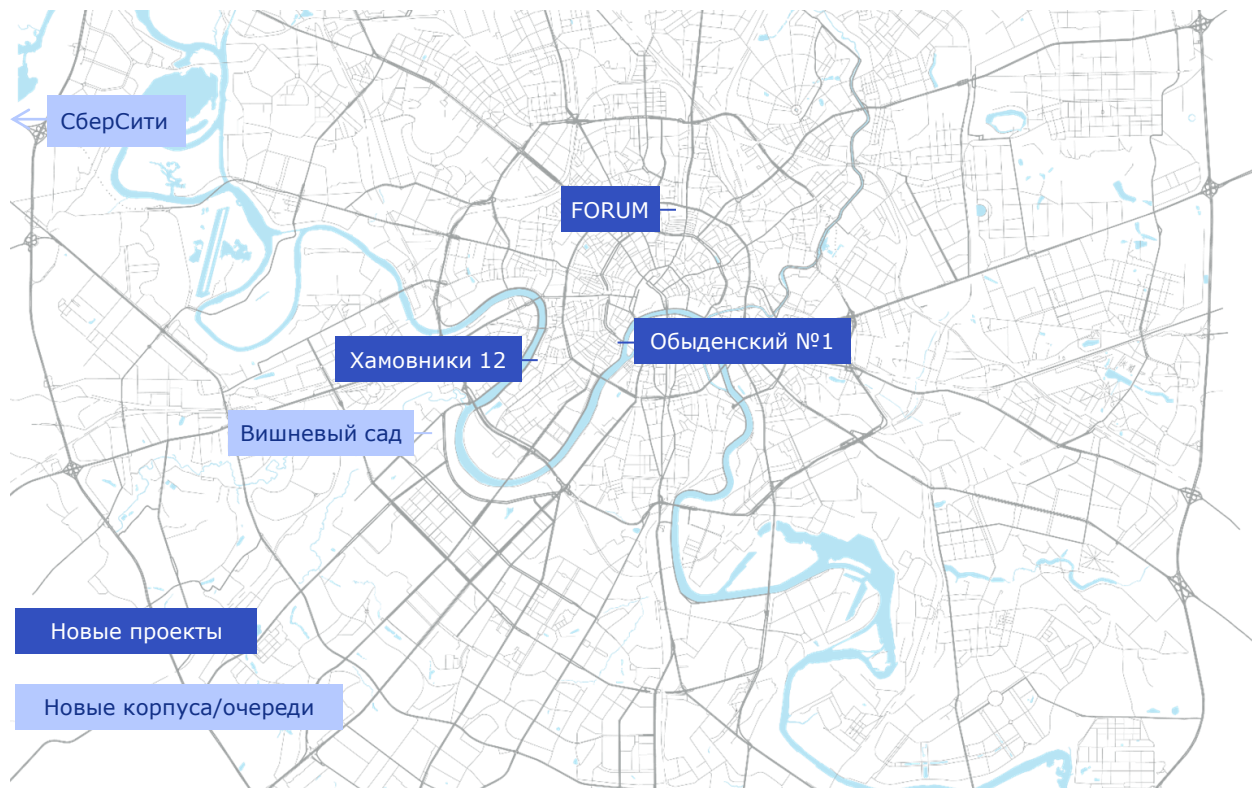 СберСити
FORUM
Обыденский №1
Хамовники 12
Вишневый сад
Новые проекты
Новые корпуса/очереди